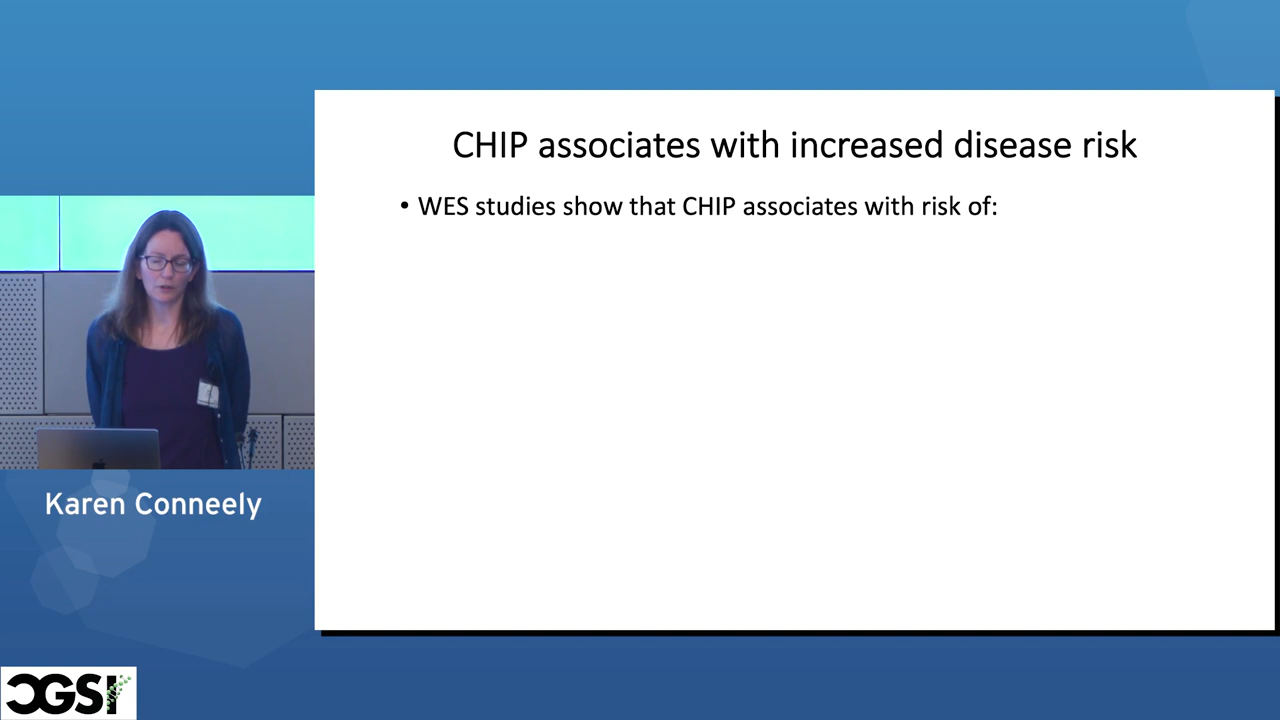 CHIP associates with increased disease risk
• WES studies show that CHIP associates with risk of:
Karen Conneely
CGSI